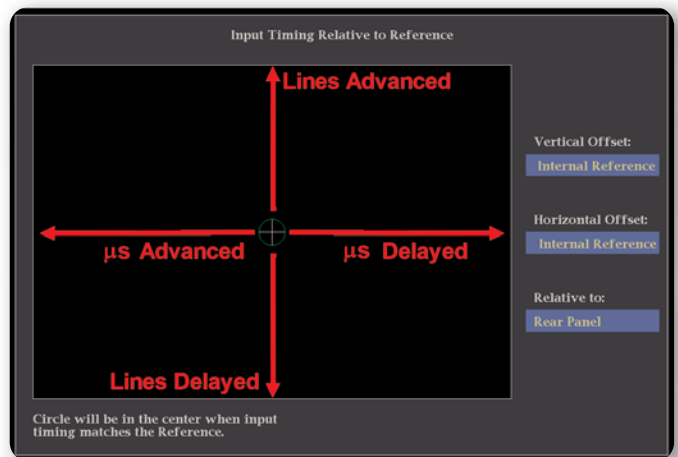 Input Timing Relative to Reference
Lines Advanced
µs Advanced
µs Delayed
Lines Delayed
Vertical Offset:
Internal Reference
Horizontal Offset:
Internal Reference
Relative to:
Rear Panel
Circle will be in the center when input
timing matches the Reference.